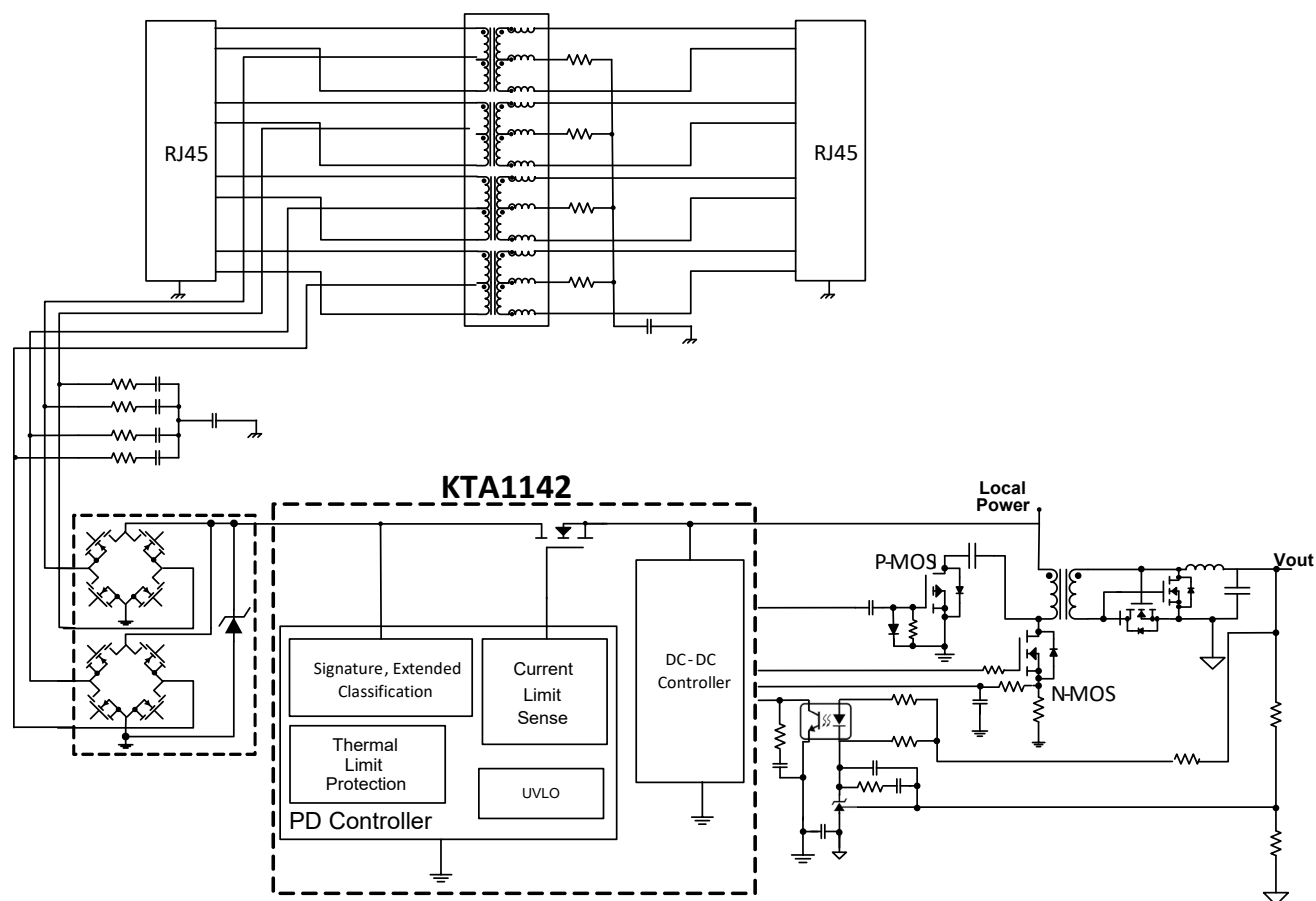 RJ45
RJ45
KTA1142
Local
Power
P-MOS
Vout
Signature, Extended
Classification
Current
Limit
Sense
DC-DC
Controller
N-MOS
Thermal
Limit
Protection
UVLO
PD Controller